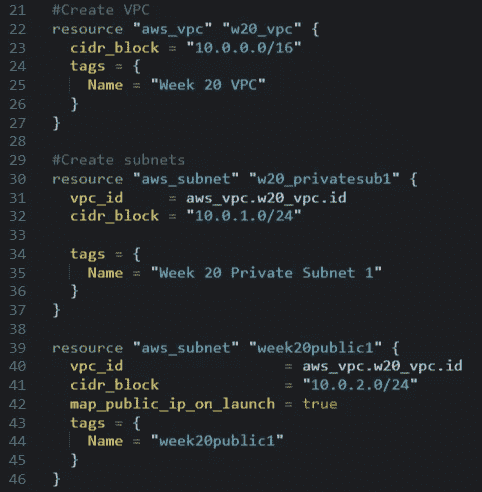 21 #Create VPC
22 resource "aws_vpc" "w20_vpc" {
23   cidr_block = "10.0.0.0/16"
24   tags = {
25     Name = "Week 20 VPC"
26   }
27 }
28
29 #Create subnets
30 resource "aws_subnet" "w20_privatesub1" {
31   vpc_id     = aws_vpc.w20_vpc.id
32   cidr_block = "10.0.1.0/24"
33
34   tags = {
35     Name = "Week 20 Private Subnet 1"
36   }
37 }
38
39 resource "aws_subnet" "week20public1" {
40   vpc_id                  = aws_vpc.w20_vpc.id
41   cidr_block              = "10.0.2.0/24"
42   map_public_ip_on_launch = true
43   tags = {
44     Name = "week20public1"
45   }
46 }